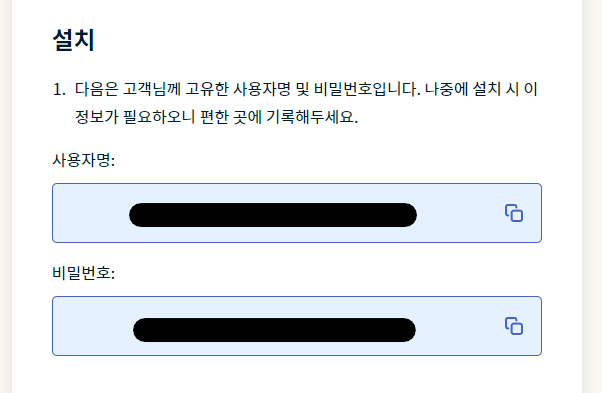 설치
1. 다음은 고객님께 고유한 사용자명 및 비밀번호입니다. 나중에 설치 시 이
정보가 필요하오니 편한 곳에 기록해두세요.
사용자명:
비밀번호: